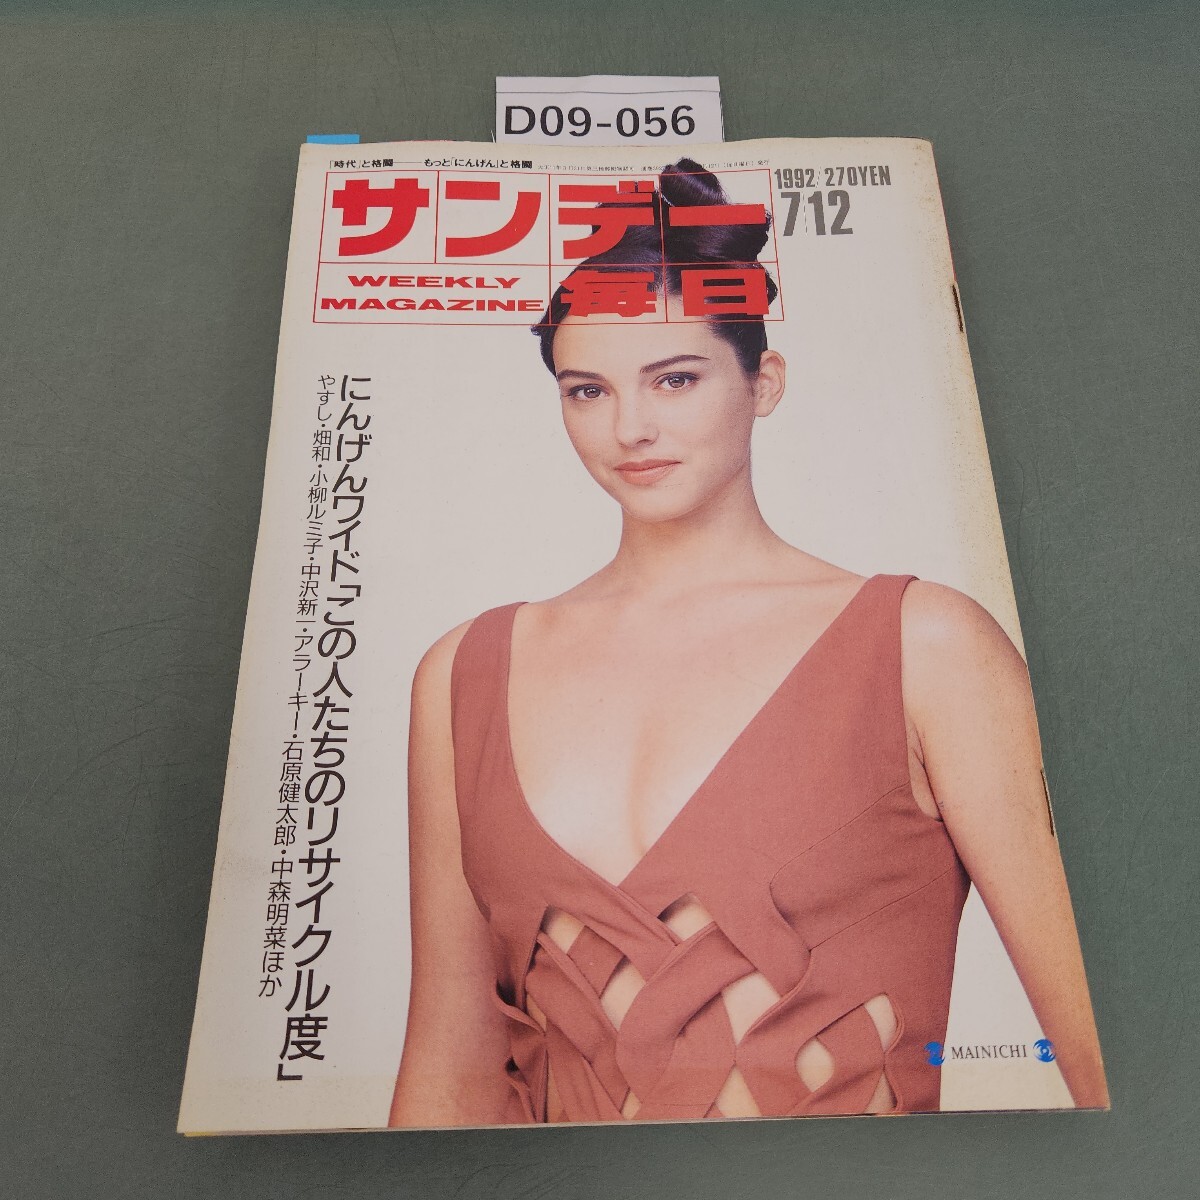 D09-056
「時代」と格闘――もっと「にんげん」と格闘
1992/270YEN
7/12
サンデー
WEEKLY
MAGAZINE
毎日
にんげんワイド「この人たちのリサイクル度」
やすし・畑和・小柳ルミ子・中沢新一・アラーキー・石原健太郎・中森明菜ほか
MAINICHI